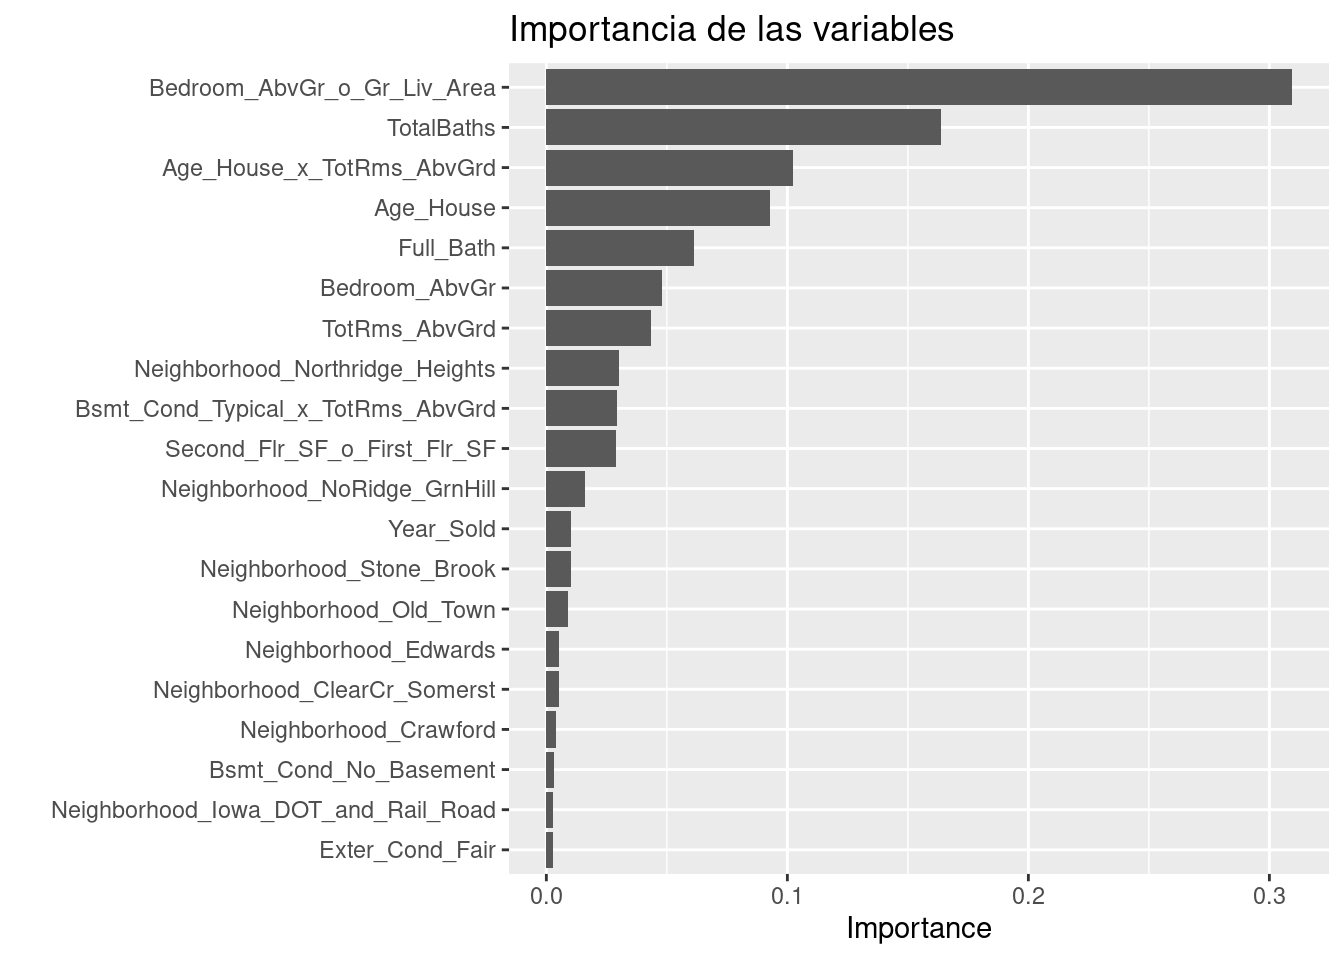 Importancia de las variables
Bedroom_AbvGr_o_Gr_Liv_Area
TotalBaths
Age_House_x_TotRms_AbvGrd
Age_House
Full_Bath
Bedroom_AbvGr
TotRms_AbvGrd
Neighborhood_Northridge_Heights
Bsmt_Cond_Typical_x_TotRms_AbvGrd
Second_Flr_SF_o_First_Flr_SF
Neighborhood_NoRidge_GrnHill
Year_Sold
Neighborhood_Stone_Brook
Neighborhood_Old_Town
Neighborhood_Edwards
Neighborhood_ClearCr_Somerst
Neighborhood_Crawford
Bsmt_Cond_No_Basement
Neighborhood_Iowa_DOT_and_Rail_Road
Exter_Cond_Fair
0.0 0.1 0.2 0.3
Importance